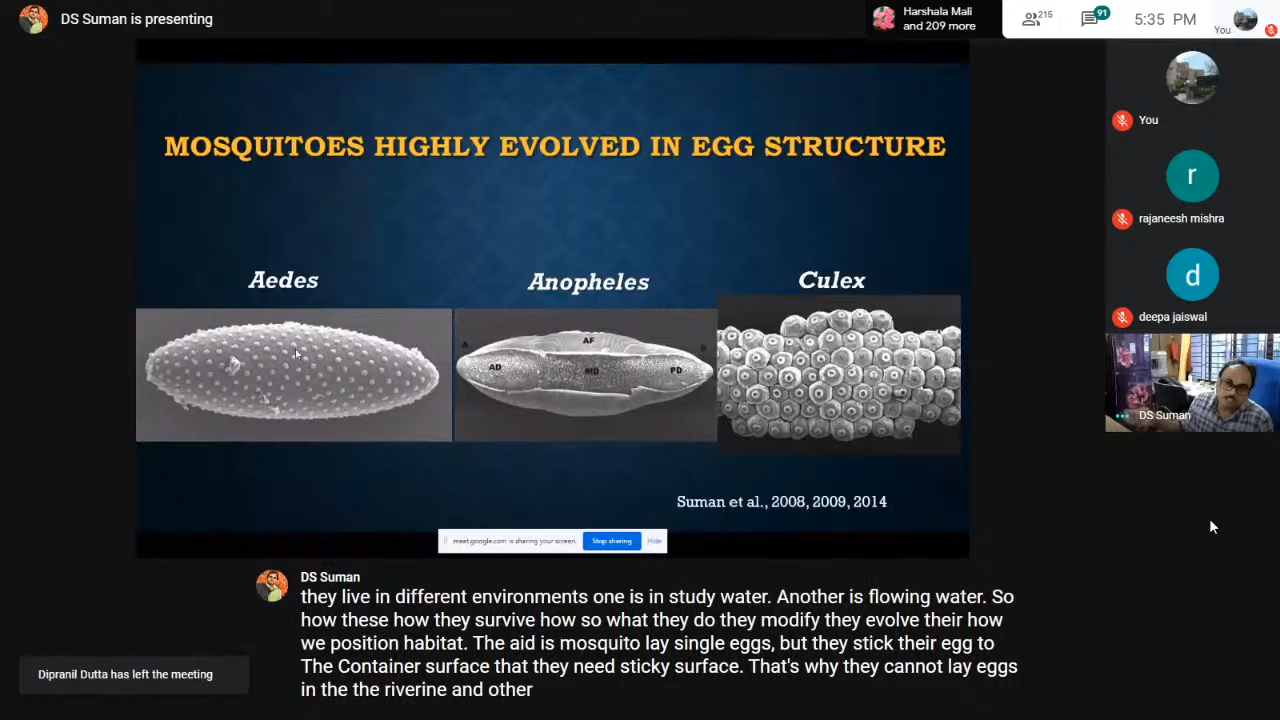 DS Suman is presenting
Harshala Mali
and 209 more
215
91
5:35 PM
You
MOSQUITOES HIGHLY EVOLVED IN EGG STRUCTURE
Aedes
Anopheles
Culex
A
AF
P
AD
MD
PD
Suman et al., 2008, 2009, 2014
meet.google.com is sharing your screen.
Stop sharing
Hide
You
r
rajaneesh mishra
d
deepa jaiswal
DS Suman
DS Suman
they live in different environments one is in study water. Another is flowing water. So
how these how they survive how so what they do they modify they evolve their how
we position habitat. The aid is mosquito lay single eggs, but they stick their egg to
The Container surface that they need sticky surface. That's why they cannot lay eggs
in the the riverine and other
Dipranil Dutta has left the meeting